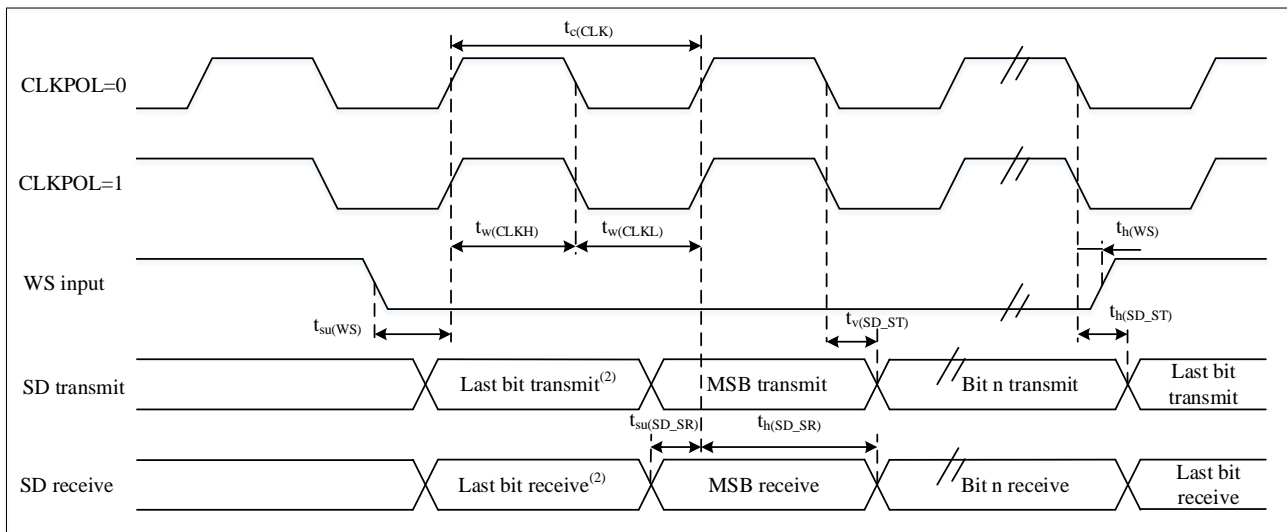 t_c(CLK)
CLKPOL=0
CLKPOL=1
t_w(CLKH)
t_w(CLKL)
t_h(WS)
WS input
t_su(WS)
t_v(SD_ST)
t_h(SD_ST)
SD transmit
Last bit transmit(2)
MSB transmit
Bit n transmit
Last bit
transmit
t_su(SD_SR)
t_h(SD_SR)
SD receive
Last bit receive(2)
MSB receive
Bit n receive
Last bit
receive